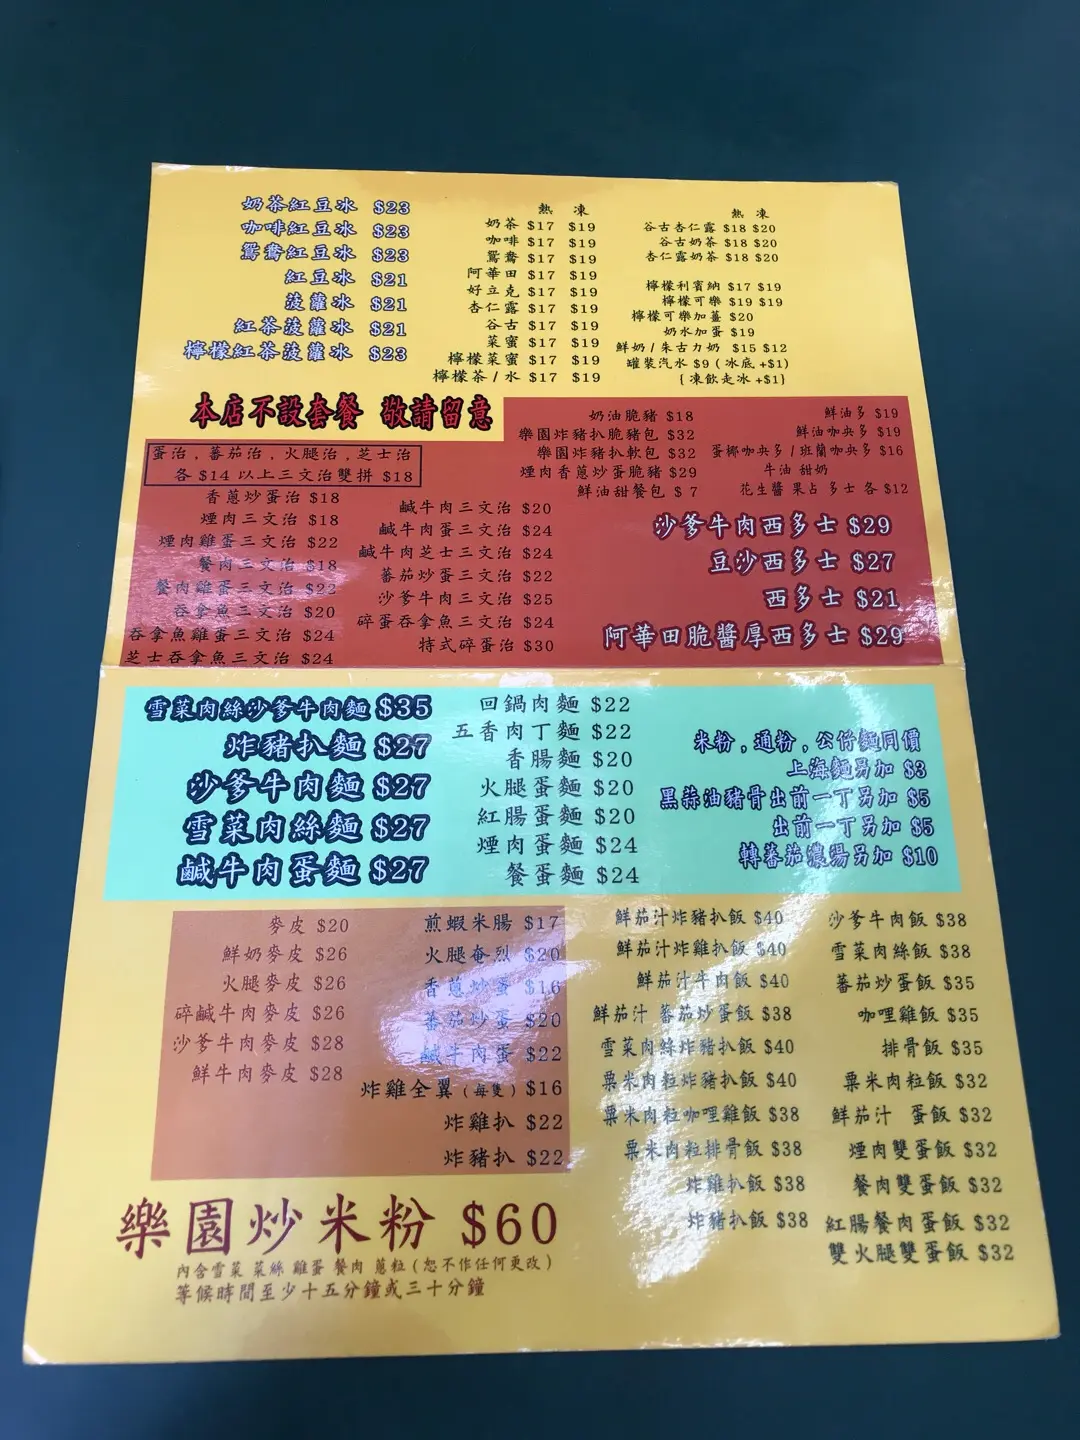 奶茶紅豆冰 $23
咖啡紅豆冰 $23
鴛鴦紅豆冰 $23
紅豆冰 $21
菠蘿冰 $21
紅茶菠蘿冰 $21
檸檬紅茶菠蘿冰 $23
熱 凍
奶茶 $17 $19
咖啡 $17 $19
鴛鴦 $17 $19
阿華田 $17 $19
好立克 $17 $19
杏仁露 $17 $19
谷古 $17 $19
菜蜜 $17 $19
檸檬菜蜜 $17 $19
檸檬茶/水 $17 $19
熱 凍
谷古杏仁露 $18 $20
谷古奶茶 $18 $20
杏仁露奶茶 $18 $20
檸檬利賓納 $17 $19
檸檬可樂 $19 $19
檸檬可樂加薑 $20
奶水加蛋 $19
鮮奶/朱古力奶 $15 $12
罐裝汽水 $9 (冰底 +$1)
(凍飲走冰 +$1)
本店不設套餐 敬請留意
蛋治,蕃茄治,火腿治,芝士治
各 $14 以上三文治雙拼 $18
香蔥炒蛋治 $18
煙肉三文治 $18
煙肉雞蛋三文治 $22
餐肉三文治 $18
餐肉雞蛋三文治 $22
吞拿魚三文治 $20
吞拿魚雞蛋三文治 $24
芝士吞拿魚三文治 $24
鹹牛肉三文治 $20
鹹牛肉蛋三文治 $24
鹹牛肉芝士三文治 $24
蕃茄炒蛋三文治 $22
沙爹牛肉三文治 $25
碎蛋吞拿魚三文治 $24
特式碎蛋治 $30
奶油脆豬 $18
樂園炸豬扒脆豬包 $32
樂園炸豬扒軟包 $32
煙肉香蔥炒蛋脆豬 $29
鮮油甜餐包 $ 7
鮮油多 $19
鮮油咖央多 $19
蛋椰咖央多/班蘭咖央多 $16
牛油 甜奶
花生醬 果占 多士 各 $12
沙爹牛肉西多士 $29
豆沙西多士 $27
西多士 $21
阿華田脆醬厚西多士 $29
雪菜肉絲沙爹牛肉麵 $35
炸豬扒麵 $27
沙爹牛肉麵 $27
雪菜肉絲麵 $27
鹹牛肉蛋麵 $27
回鍋肉麵 $22
五香肉丁麵 $22
香腸麵 $20
火腿蛋麵 $20
紅腸蛋麵 $20
煙肉蛋麵 $24
餐蛋麵 $24
米粉,通粉,公仔麵同價
上海麵另加 $3
黑蒜油豬骨出前一丁另加 $5
出前一丁另加 $5
轉蕃茄濃湯另加 $10
麥皮 $20
鮮奶麥皮 $26
火腿麥皮 $26
碎鹹牛肉麥皮 $26
沙爹牛肉麥皮 $28
鮮牛肉麥皮 $28
煎蝦米腸 $17
火腿奄烈 $20
香蔥炒蛋 $16
蕃茄炒蛋 $20
鹹牛肉蛋 $22
炸雞全翼(每隻) $16
炸雞扒 $22
炸豬扒 $22
鮮茄汁炸豬扒飯 $40
鮮茄汁炸雞扒飯 $40
鮮茄汁牛肉飯 $40
鮮茄汁 蕃茄炒蛋飯 $38
雪菜肉絲炸豬扒飯 $40
粟米肉粒炸豬扒飯 $40
粟米肉粒咖哩雞飯 $38
粟米肉粒排骨飯 $38
炸雞扒飯 $38
炸豬扒飯 $38
沙爹牛肉飯 $38
雪菜肉絲飯 $38
蕃茄炒蛋飯 $35
咖哩雞飯 $35
排骨飯 $35
粟米肉粒飯 $32
鮮茄汁 蛋飯 $32
煙肉雙蛋飯 $32
餐肉雙蛋飯 $32
紅腸餐肉蛋飯 $32
雙火腿雙蛋飯 $32
樂園炒米粉 $60
內含雪菜 菜絲 雞蛋 餐肉 蔥粒(恕不作任何更改)
等候時間至少十五分鐘或三十分鐘